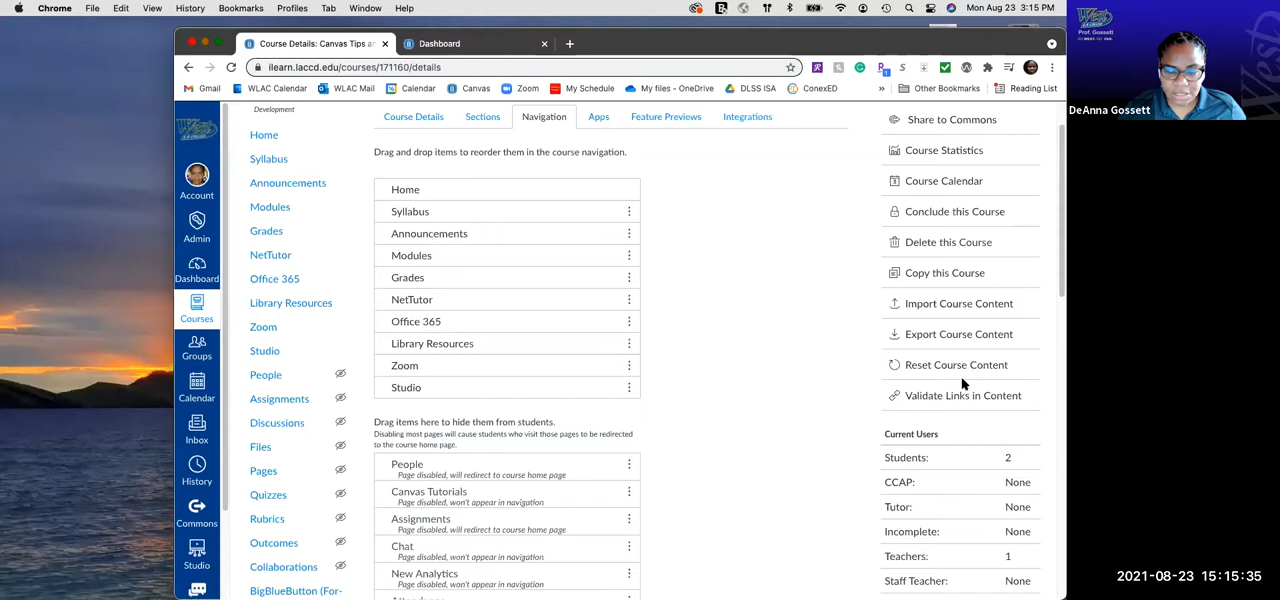 Chrome File Edit View History Bookmarks Profiles Tab Window Help
Mon Aug 23 3:15 PM
Course Details: Canvas Tips a
Dashboard
ilearn.laccd.edu/courses/171160/details
Gmail
WLAC Calendar
WLAC Mail
Calendar
Canvas
Zoom
My Schedule
My files - OneDrive
DLSS ISA
ConexED
»
Other Bookmarks
Reading List
West
Account
Admin
Dashboard
Courses
Groups
Calendar
Inbox
History
Commons
Studio
Development
Home
Syllabus
Announcements
Modules
Grades
NetTutor
Office 365
Library Resources
Zoom
Studio
People
Assignments
Discussions
Files
Pages
Quizzes
Rubrics
Outcomes
Collaborations
BigBlueButton (For-
Course Details
Sections
Navigation
Apps
Feature Previews
Integrations
Drag and drop items to reorder them in the course navigation.
Home
Syllabus
Announcements
Modules
Grades
NetTutor
Office 365
Library Resources
Zoom
Studio
Drag items here to hide them from students.
Disabling most pages will cause students who visit those pages to be redirected
to the course home page.
People
Page disabled, will redirect to course home page
Canvas Tutorials
Page disabled, won't appear in navigation
Assignments
Page disabled, will redirect to course home page
Chat
Page disabled, won't appear in navigation
New Analytics
Page disabled, won't appear in navigation
Share to Commons
Course Statistics
Course Calendar
Conclude this Course
Delete this Course
Copy this Course
Import Course Content
Export Course Content
Reset Course Content
Validate Links in Content
Current Users
Students: 2
CCAP: None
Tutor: None
Incomplete: None
Teachers: 1
Staff Teacher: None
West
Prof. Gossett
DeAnna Gossett
2021-08-23 15:15:35